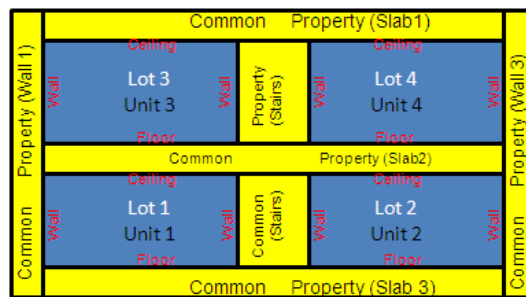 Common Property (Slab1)
Common Property (Wall 1)
Ceiling
Wall Lot 3 Wall
Unit 3
Floor
Property
(Stairs)
Ceiling
Lot 4 Wall
Unit 4
Floor
Common Property (Wall 3)
Common Property (Slab2)
Ceiling
Wall Lot 1 Wall
Unit 1
Floor
Common
(Stairs)
Ceiling
Lot 2 Wall
Unit 2
Floor
Common Property (Slab 3)